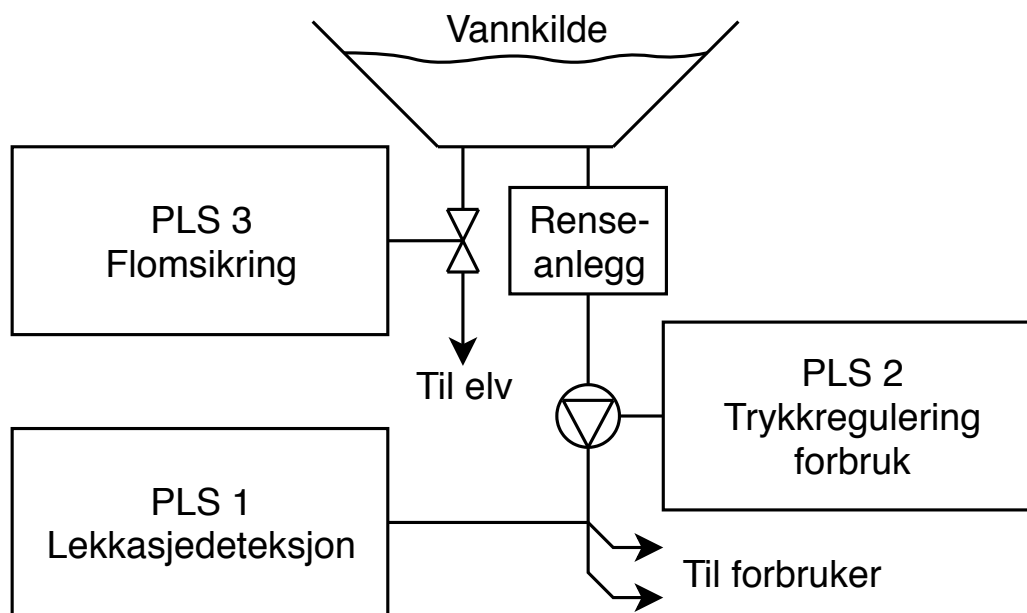 Vannkilde
PLS 3
Flomsikring
Rense-
anlegg
Til elv
PLS 2
Trykkregulering
forbruk
PLS 1
Lekkasjedeteksjon
Til forbruker